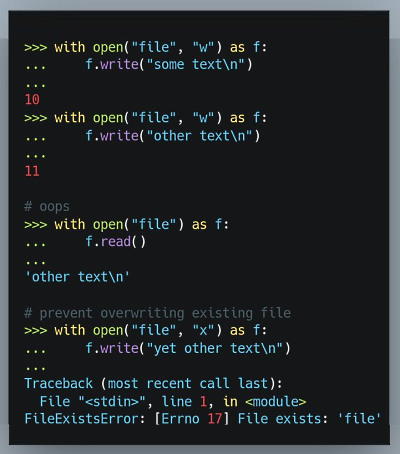 >>> with open("file", "w") as f:
...     f.write("some text\n")
...
10
>>> with open("file", "w") as f:
...     f.write("other text\n")
...
11
# oops
>>> with open("file") as f:
...     f.read()
...
'other text\n'
# prevent overwriting existing file
>>> with open("file", "x") as f:
...     f.write("yet other text\n")
...
Traceback (most recent call last):
  File "<stdin>", line 1, in <module>
FileExistsError: [Errno 17] File exists: 'file'